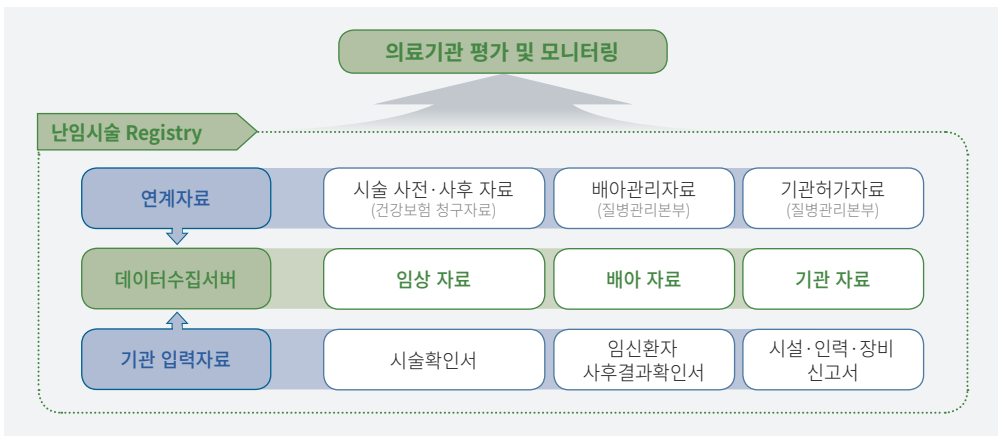 의료기관 평가 및 모니터링
난임시술 Registry
연계자료
시술 사전·사후 자료
(건강보험 청구자료)
배아관리자료
(질병관리본부)
기관허가자료
(질병관리본부)
데이터수집서버
임상 자료
배아 자료
기관 자료
기관 입력자료
시술확인서
임신환자
사후결과확인서
시설·인력·장비
신고서